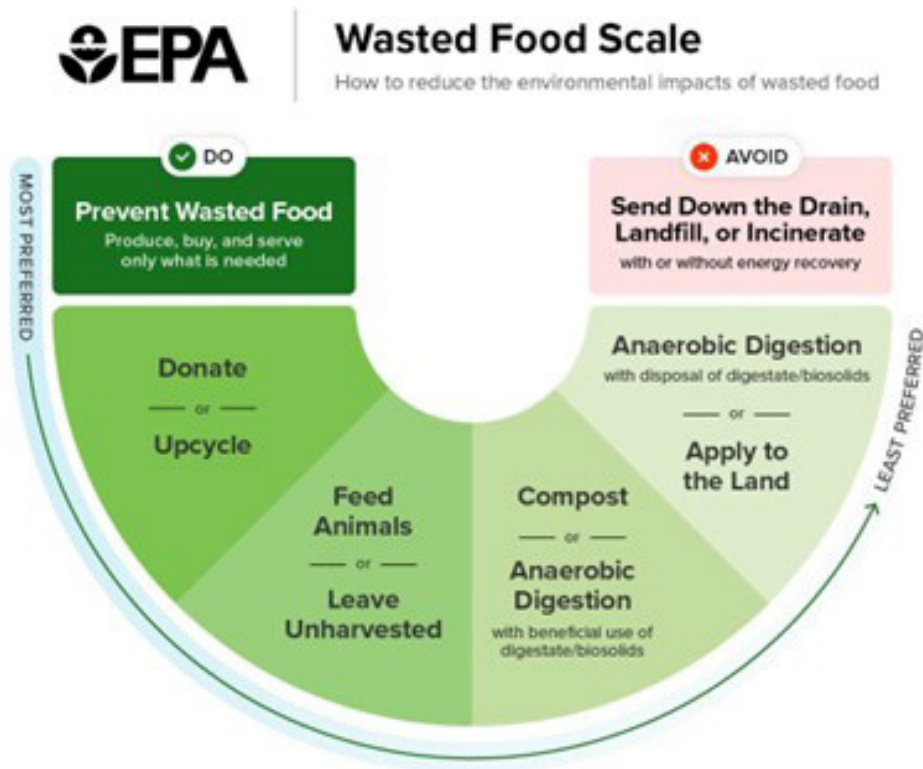 EPA
Wasted Food Scale
How to reduce the environmental impacts of wasted food
DO
Prevent Wasted Food
Produce, buy, and serve
only what is needed
AVOID
Send Down the Drain,
Landfill, or Incinerate
with or without energy recovery
MOST PREFERRED
Donate
or
Upcycle
Feed
Animals
or
Leave
Unharvested
Compost
or
Anaerobic
Digestion
with beneficial use of
digestate/biosolids
Anaerobic Digestion
with disposal of digestate/biosolids
or
Apply to
the Land
LEAST PREFERRED